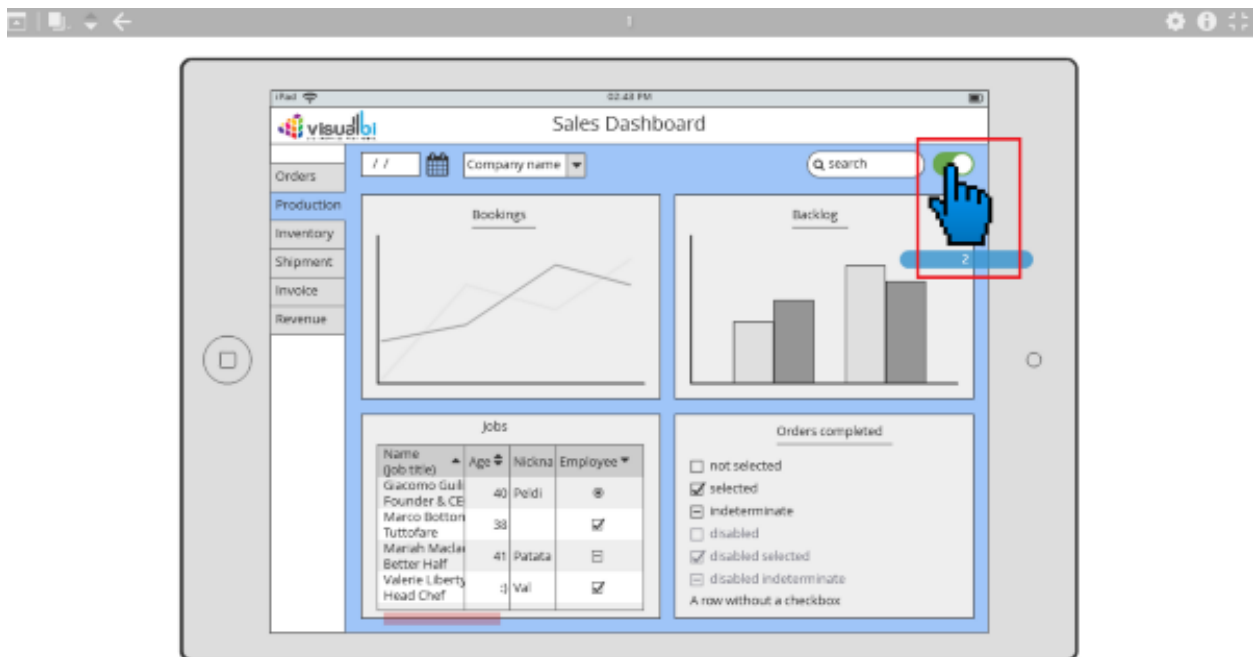 1
iPad
02:43 PM
visualbi
Sales Dashboard
/ /
Company name
search
Orders
Production
Inventory
Shipment
Invoice
Revenue
Bookings
Backlog
2
Jobs
Name
(job title)
Age
Nickna
Employee
Giacomo Guili
Founder & CE
40
Peldi
Marco Botton
Tuttofare
38
Mariah Maclac
Better Half
41
Patata
Valerie Liberty
Head Chef
:)
Val
Orders completed
not selected
selected
indeterminate
disabled
disabled selected
disabled indeterminate
A row without a checkbox